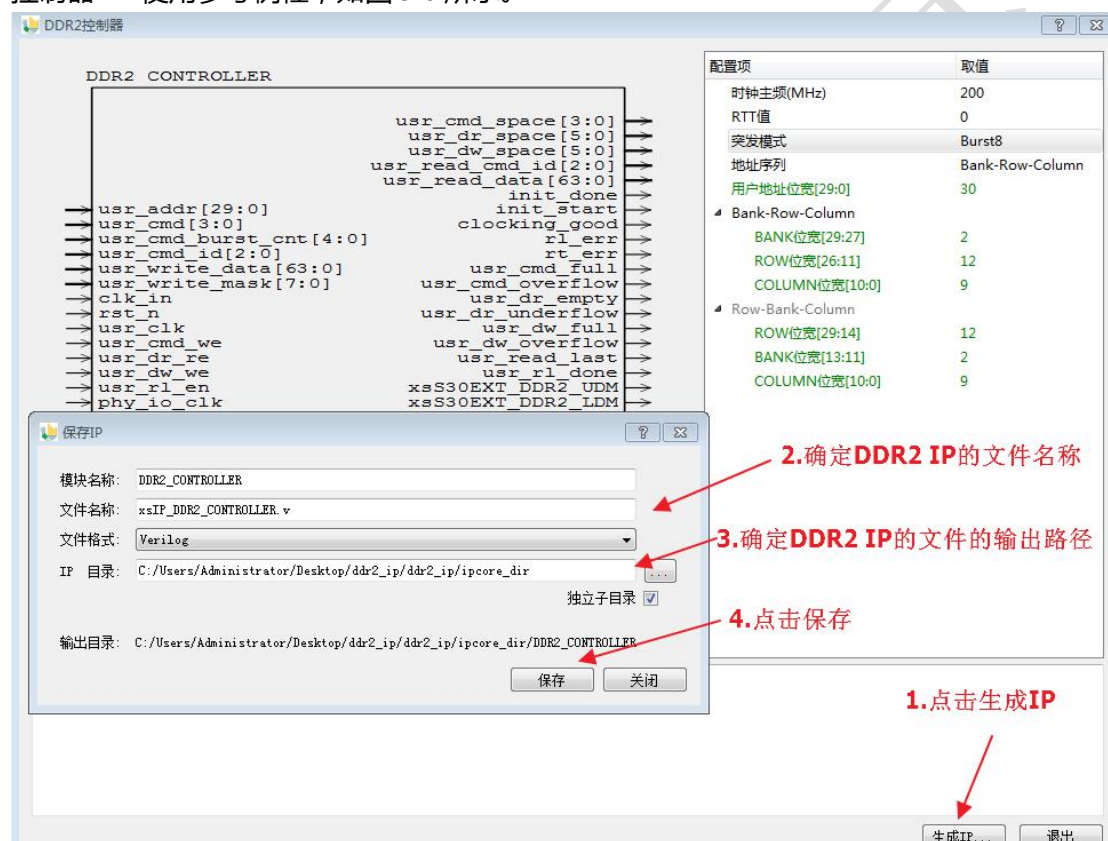 DDR2控制器
DDR2 CONTROLLER
usr_cmd_space[3:0]
usr_dr_space[5:0]
usr_dw_space[5:0]
usr_read_cmd_id[2:0]
usr_read_data[63:0]
init_done
usr_addr[29:0] init_start
usr_cmd[3:0] clocking_good
usr_cmd_burst_cnt[4:0] rl_err
usr_cmd_id[2:0] rt_err
usr_write_data[63:0] usr_cmd_full
usr_write_mask[7:0] usr_cmd_overflow
clk_in usr_dr_empty
rst_n usr_dr_underflow
usr_clk usr_dw_full
usr_cmd_we usr_dw_overflow
usr_dr_re usr_read_last
usr_dw_we usr_rl_done
usr_rl_en xsS30EXT_DDR2_UDM
phy_io_clk xsS30EXT_DDR2_LDM
配置项 取值
时钟主频(MHz) 200
RTT值 0
突发模式 Burst8
地址序列 Bank-Row-Column
用户地址位宽[29:0] 30
Bank-Row-Column
BANK位宽[29:27] 2
ROW位宽[26:11] 12
COLUMN位宽[10:0] 9
Row-Bank-Column
ROW位宽[29:14] 12
BANK位宽[13:11] 2
COLUMN位宽[10:0] 9
保存IP
模块名称: DDR2_CONTROLLER
文件名称: xsIP_DDR2_CONTROLLER.v
文件格式: Verilog
IP 目录: C:/Users/Administrator/Desktop/ddr2_ip/ddr2_ip/ipcore_dir ...
独立子目录
输出目录: C:/Users/Administrator/Desktop/ddr2_ip/ddr2_ip/ipcore_dir/DDR2_CONTROLLER
保存 关闭
2.确定DDR2 IP的文件名称
3.确定DDR2 IP的文件的输出路径
4.点击保存
1.点击生成IP
生成IP... 退出